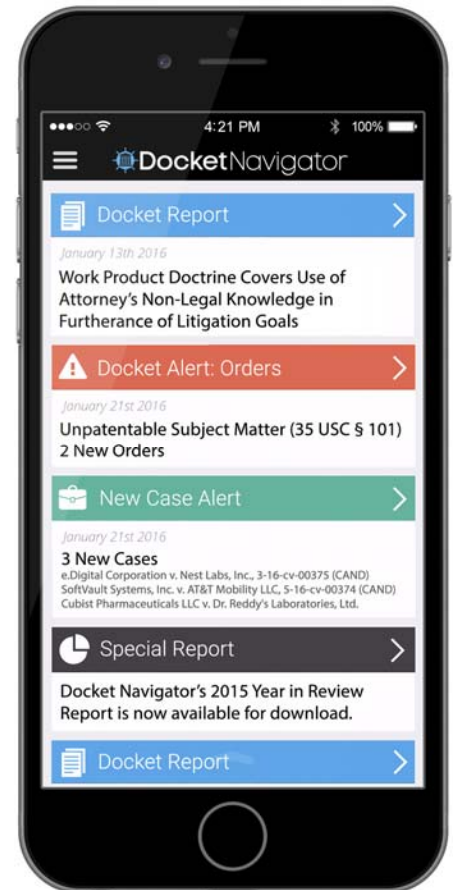 4:21 PM 100%
DocketNavigator
Docket Report
January 13th 2016
Work Product Doctrine Covers Use of
Attorney’s Non-Legal Knowledge in
Furtherance of Litigation Goals
Docket Alert: Orders
January 21st 2016
Unpatentable Subject Matter (35 USC § 101)
2 New Orders
New Case Alert
January 21st 2016
3 New Cases
e.Digital Corporation v. Nest Labs, Inc., 3-16-cv-00375 (CAND)
SoftVault Systems, Inc. v. AT&T Mobility LLC, 5-16-cv-00374 (CAND)
Cubist Pharmaceuticals LLC v. Dr. Reddy's Laboratories, Ltd.
Special Report
Docket Navigator’s 2015 Year in Review
Report is now available for download.
Docket Report